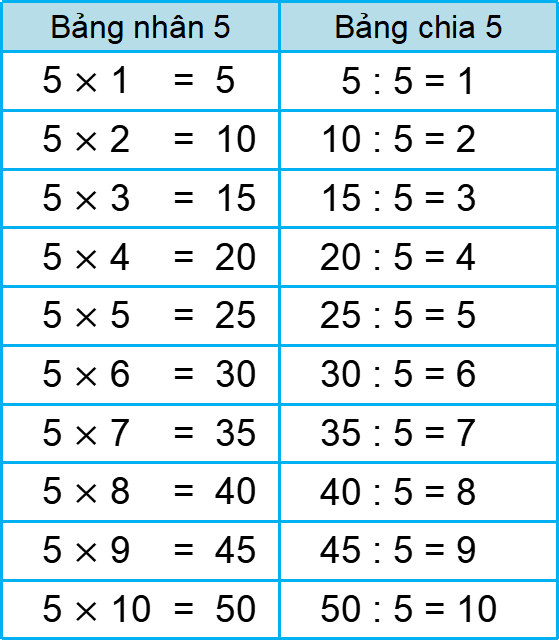 Bảng nhân 5 Bảng chia 5
5 × 1 = 5 5 : 5 = 1
5 × 2 = 10 10 : 5 = 2
5 × 3 = 15 15 : 5 = 3
5 × 4 = 20 20 : 5 = 4
5 × 5 = 25 25 : 5 = 5
5 × 6 = 30 30 : 5 = 6
5 × 7 = 35 35 : 5 = 7
5 × 8 = 40 40 : 5 = 8
5 × 9 = 45 45 : 5 = 9
5 × 10 = 50 50 : 5 = 10